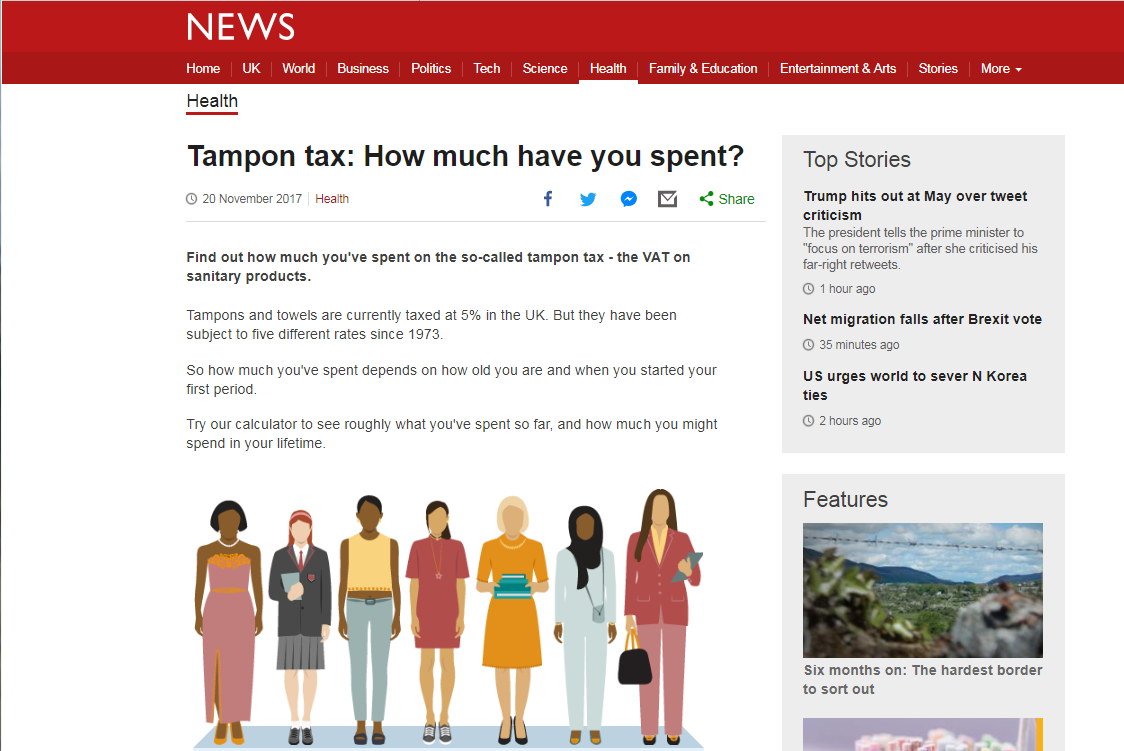 NEWS
Home UK World Business Politics Tech Science Health Family & Education Entertainment & Arts Stories More
Health
Tampon tax: How much have you spent?
20 November 2017 Health
Share
Find out how much you've spent on the so-called tampon tax - the VAT on
sanitary products.
Tampons and towels are currently taxed at 5% in the UK. But they have been
subject to five different rates since 1973.
So how much you've spent depends on how old you are and when you started your
first period.
Try our calculator to see roughly what you've spent so far, and how much you might
spend in your lifetime.
Top Stories
Trump hits out at May over tweet
criticism
The president tells the prime minister to
"focus on terrorism" after she criticised his
far-right retweets.
1 hour ago
Net migration falls after Brexit vote
35 minutes ago
US urges world to sever N Korea
ties
2 hours ago
Features
Six months on: The hardest border
to sort out